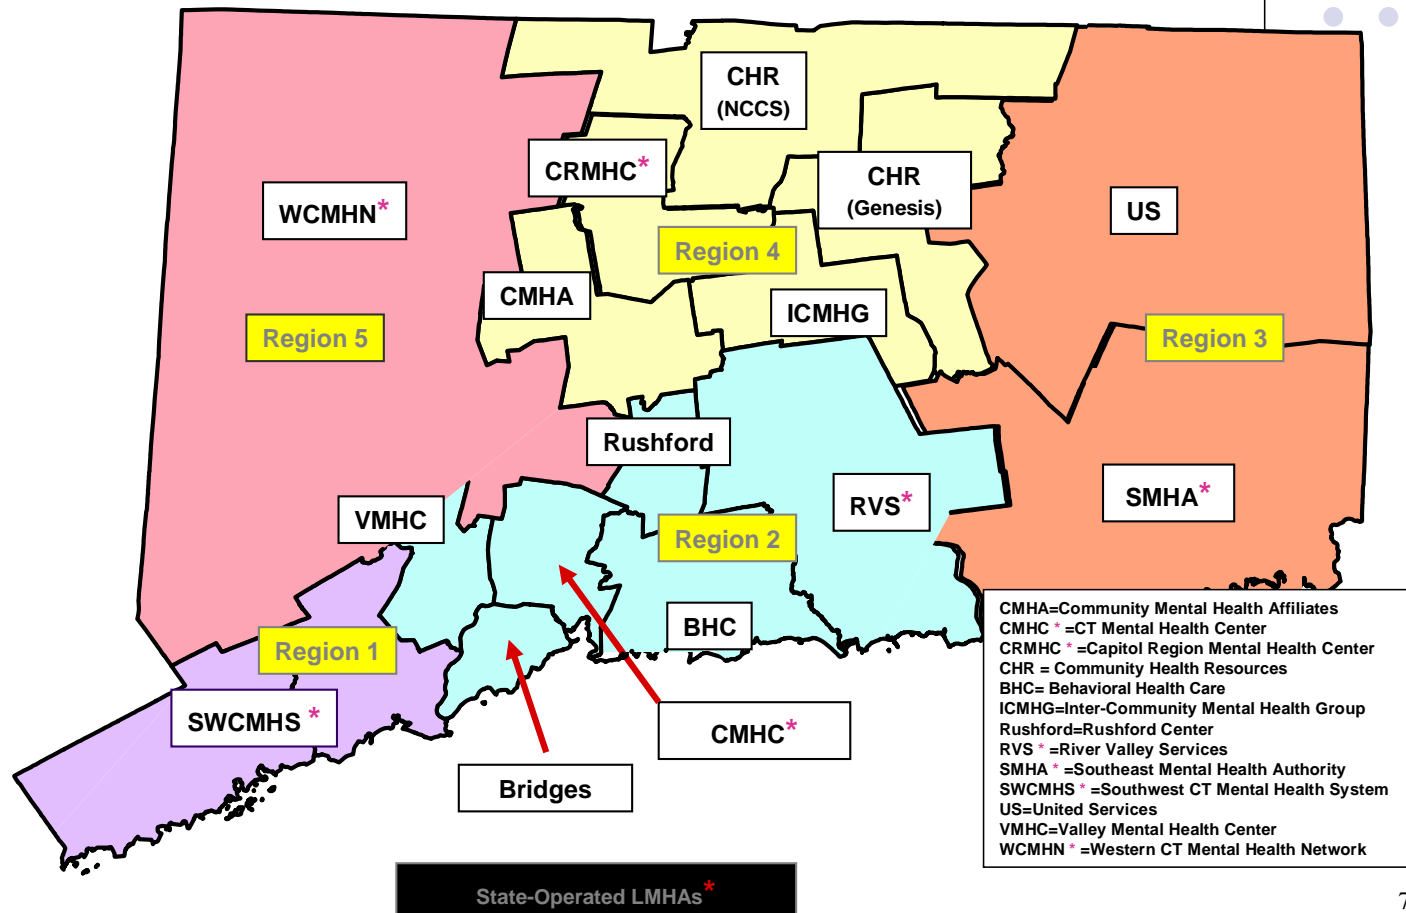 CHR
(NCCS)
CRMHC*
CHR
(Genesis)
WCMHN*
US
Region 4
CMHA
ICMHG
Region 5
Region 3
Rushford
SMHA*
RVS*
VMHC
Region 2
BHC
Region 1
SWCMHS *
CMHC*
Bridges
CMHA=Community Mental Health Affiliates
CMHC * =CT Mental Health Center
CRMHC * =Capitol Region Mental Health Center
CHR = Community Health Resources
BHC= Behavioral Health Care
ICMHG=Inter-Community Mental Health Group
Rushford=Rushford Center
RVS * =River Valley Services
SMHA * =Southeast Mental Health Authority
SWCMHS * =Southwest CT Mental Health System
US=United Services
VMHC=Valley Mental Health Center
WCMHN * =Western CT Mental Health Network
State-Operated LMHAs*
7